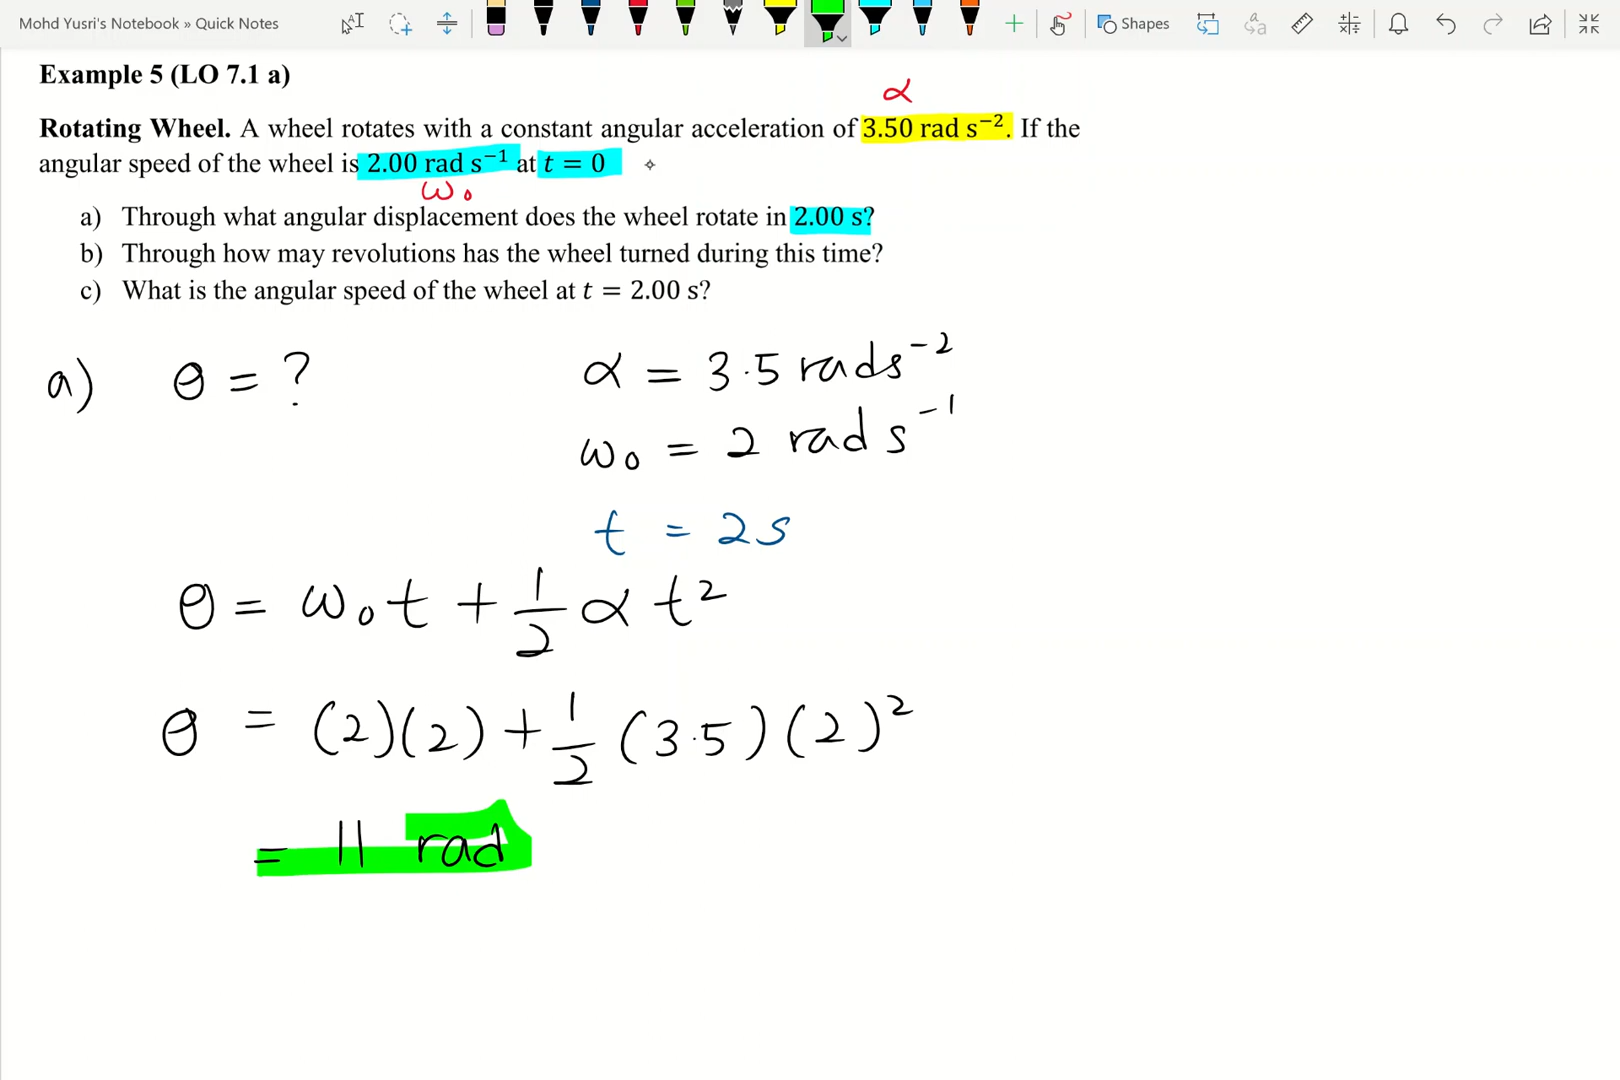 Mohd Yusri's Notebook » Quick Notes
Shapes
Example 5 (LO 7.1 a)
α
Rotating Wheel. A wheel rotates with a constant angular acceleration of 3.50 rad s⁻². If the
angular speed of the wheel is 2.00 rad s⁻¹ at t = 0
ω₀
a) Through what angular displacement does the wheel rotate in 2.00 s?
b) Through how may revolutions has the wheel turned during this time?
c) What is the angular speed of the wheel at t = 2.00 s?
a) θ = ? α = 3.5 rads⁻²
ω₀ = 2 rad s⁻¹
t = 2s
θ = ω₀t + 1/2 α t²
θ = (2)(2) + 1/2 (3.5)(2)²
= 11 rad